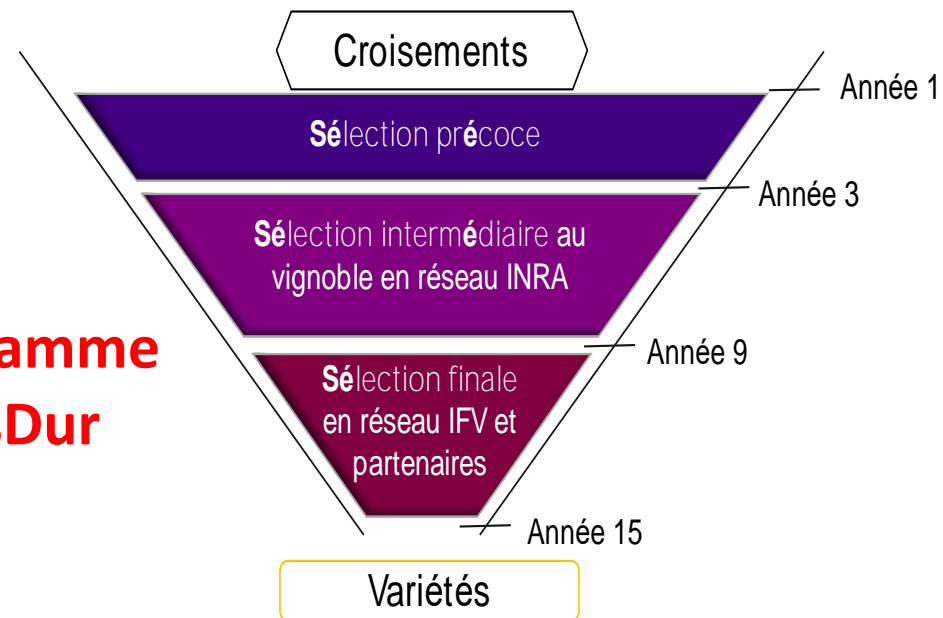 Croisements
Année 1
Sélection précoce
Année 3
Sélection intermédiaire au
vignoble en réseau INRA
amme
Dur
Année 9
Sélection finale
en réseau IFV et
partenaires
Année 15
Variétés